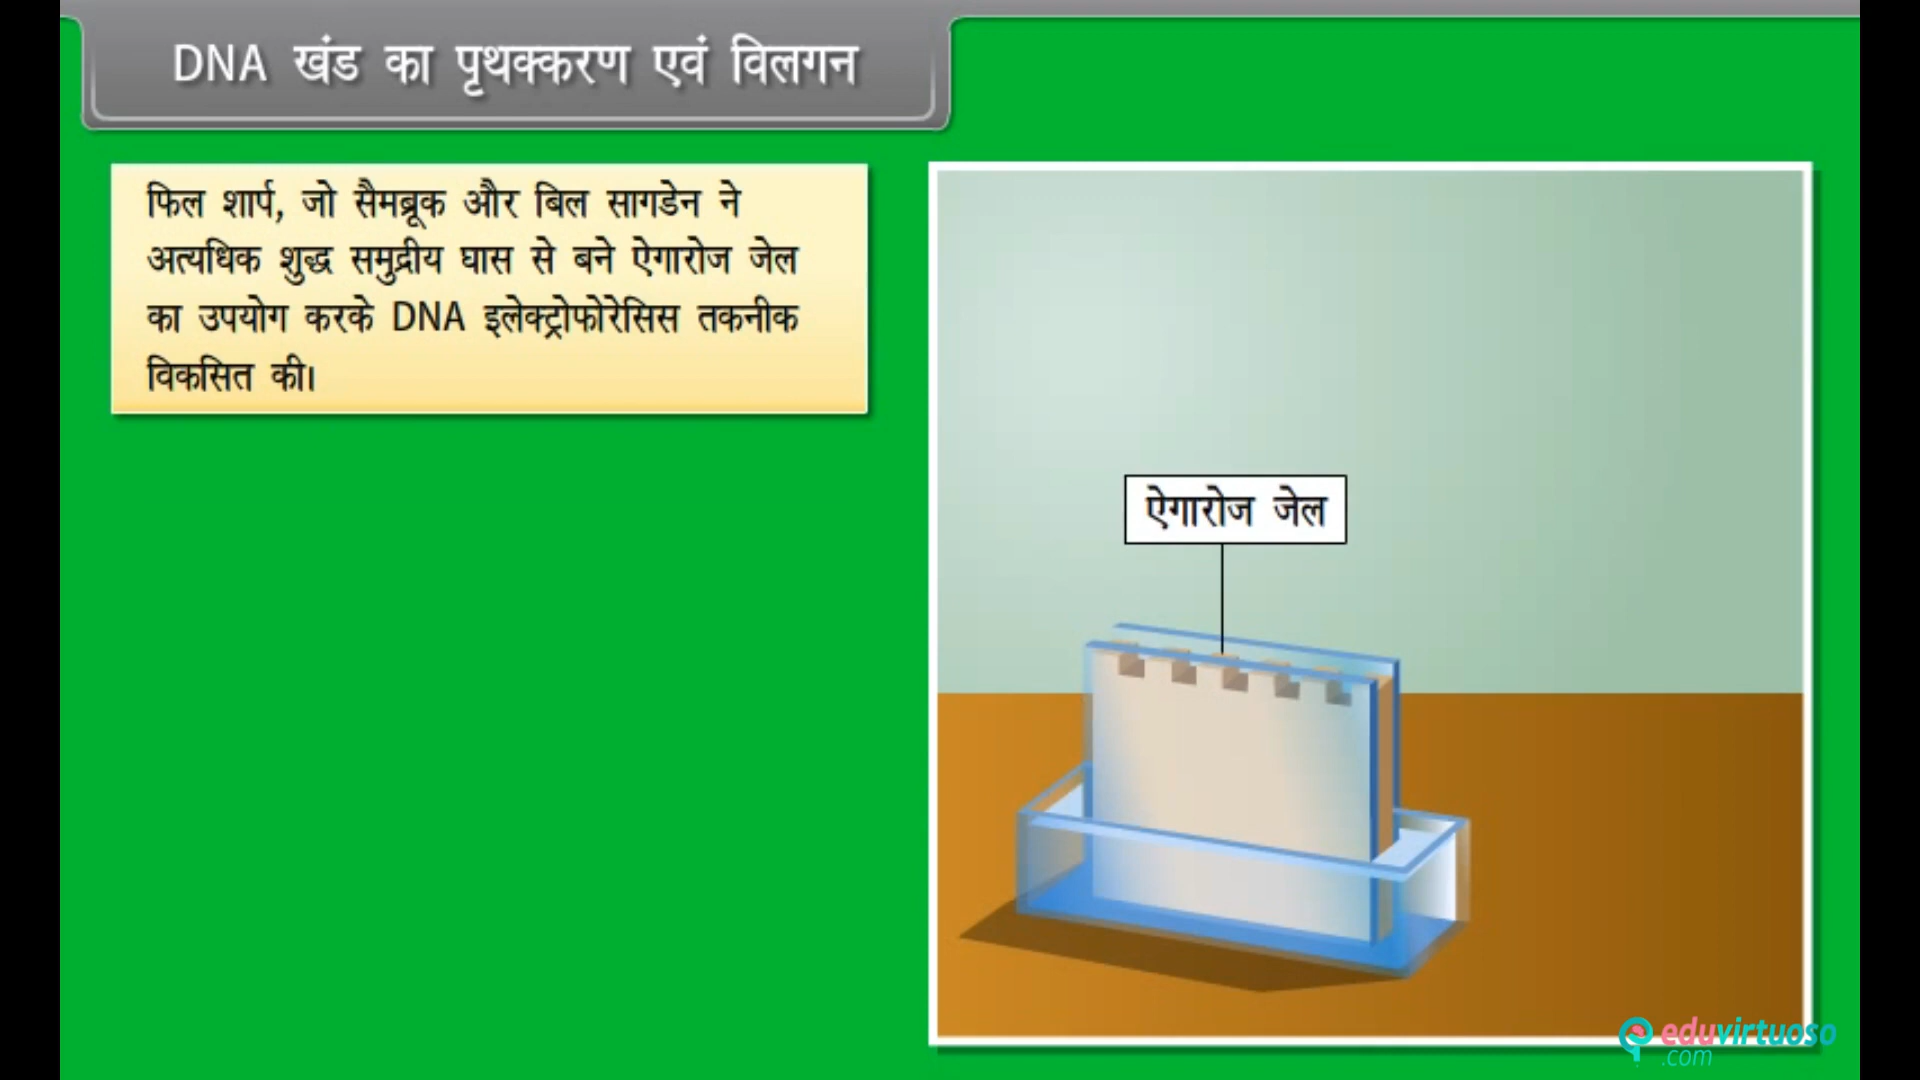 DNA खंड का पृथक्करण एवं विलगन
फिल शार्प, जो सैमब्रूक और बिल सागडेन ने
अत्यधिक शुद्ध समुद्रीय घास से बने ऐगारोज जेल
का उपयोग करके DNA इलेक्ट्रोफोरेसिस तकनीक
विकसित की।
ऐगारोज जेल
eduvirtuoso
.com